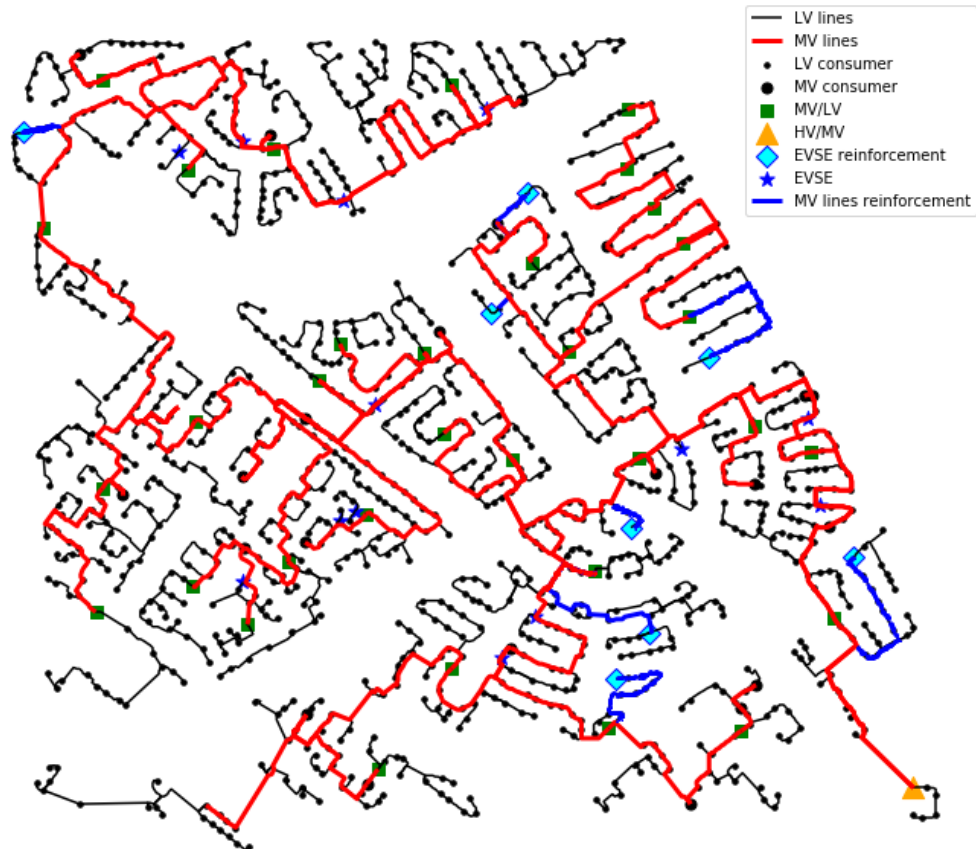 LV lines
MV lines
LV consumer
MV consumer
MV/LV
HV/MV
EVSE reinforcement
EVSE
MV lines reinforcement